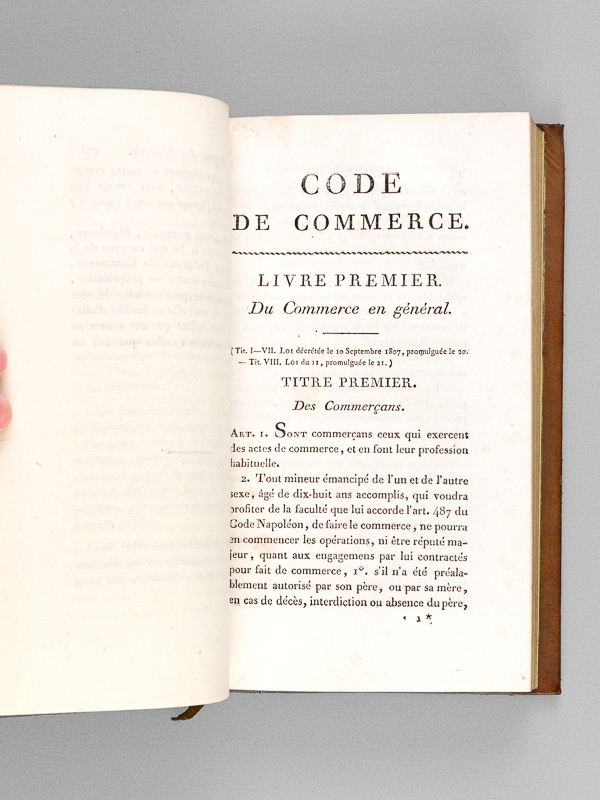 CODE
DE COMMERCE.
LIVRE PREMIER.
Du Commerce en général.
(Tit. I—VII. Loi décrétée le 10 Septembre 1807, promulguée le 20.
— Tit. VIII. Loi du 11, promulguée le 21.)
TITRE PREMIER.
Des Commerçans.
Art. 1. Sont commerçans ceux qui exercent
des actes de commerce, et en font leur profession
habituelle.
2. Tout mineur émancipé de l'un et de l'autre
sexe, âgé de dix-huit ans accomplis, qui voudra
profiter de la faculté que lui accorde l'art. 487 du
Code Napoléon, de faire le commerce, ne pourra
en commencer les opérations, ni être réputé ma-
jeur, quant aux engagemens par lui contractés
pour fait de commerce, 1°. s'il n'a été préala-
blement autorisé par son père, ou par sa mère,
en cas de décès, interdiction ou absence du père,
1*